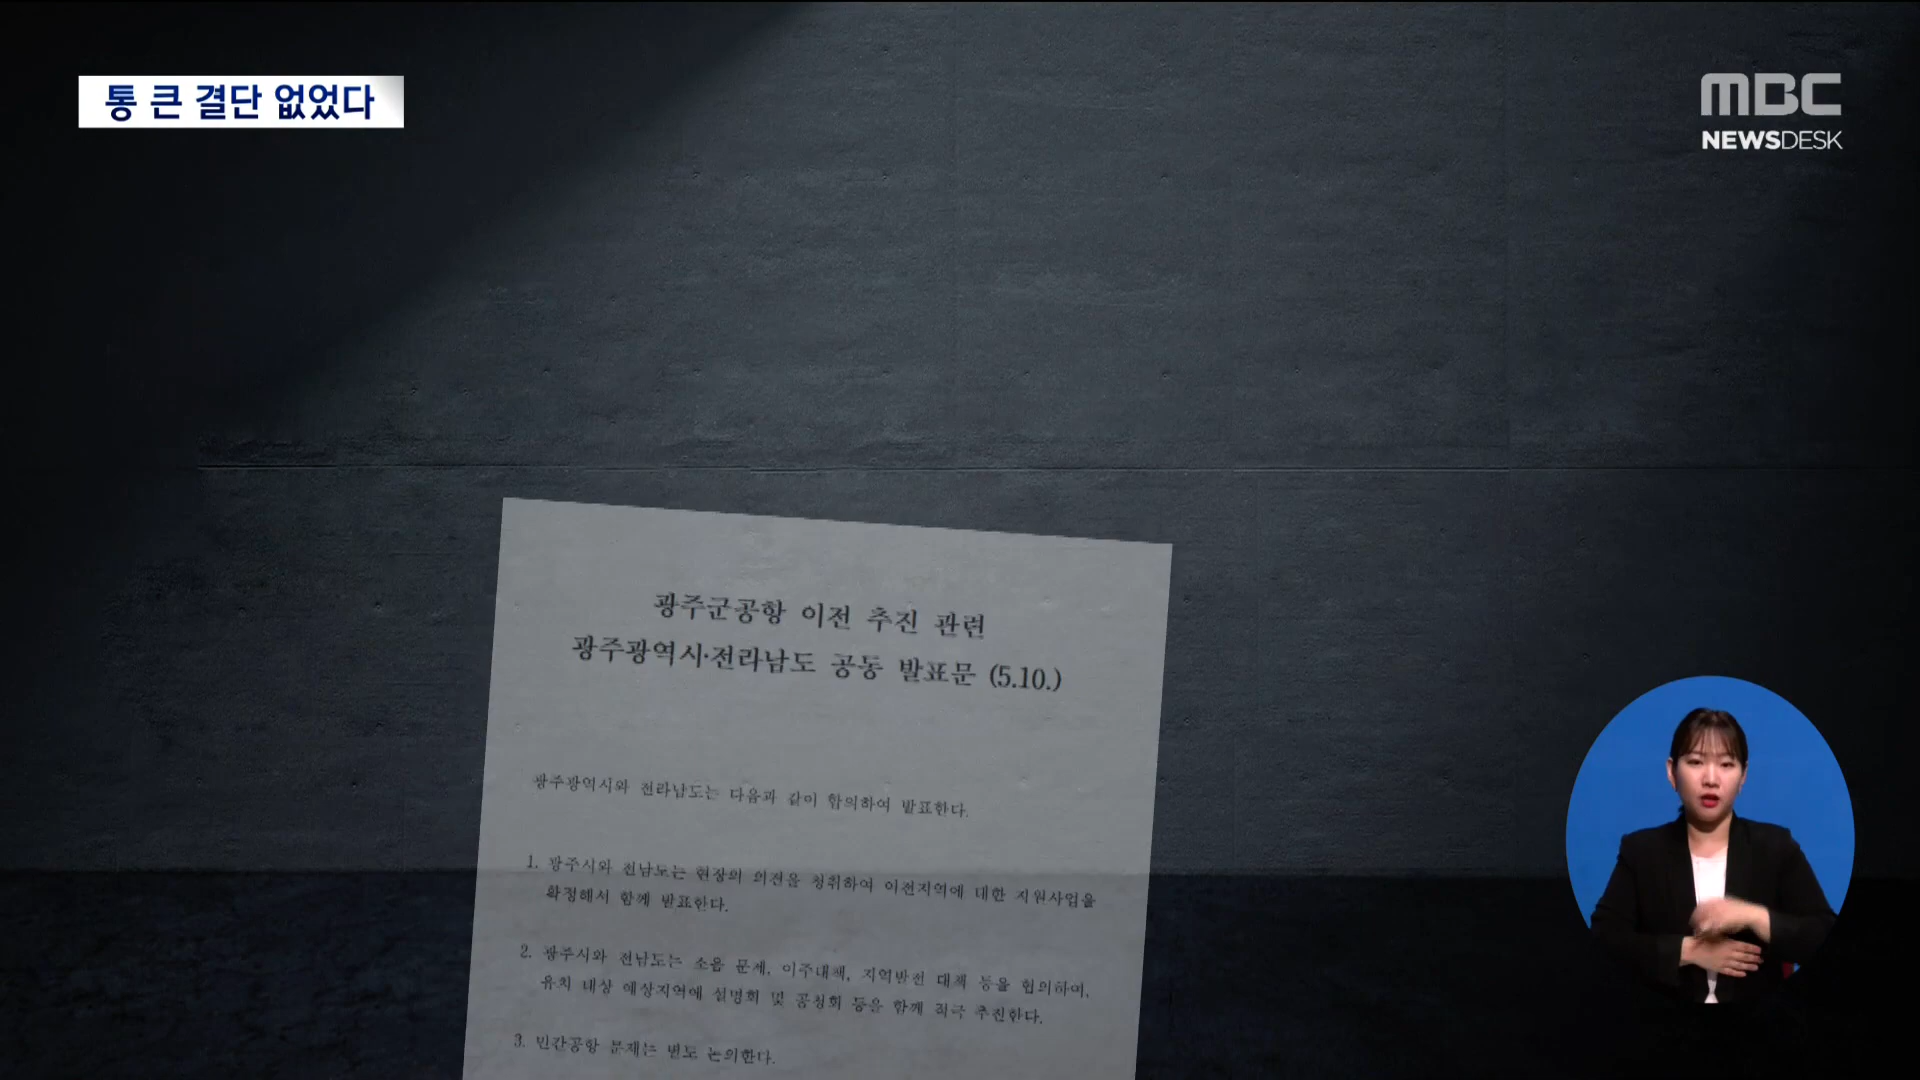 통 큰 결단 없었다
MBC
NEWSDESK
광주군공항 이전 추진 관련
광주광역시·전라남도 공동 발표문 (5.10.)
광주광역시와 전라남도는 다음과 같이 합의하여 발표한다.
1. 광주시와 전남도는 현장의 의견을 청취하여 이전지역에 대한 지원사업을
확정해서 함께 발표한다.
2. 광주시와 전남도는 소음 문제, 이주대책, 지역발전 대책 등을 협의하여,
유치 대상 예상지역에 설명회 및 공청회 등을 함께 적극 추진한다.
3. 민간공항 문제는 별도 논의한다.